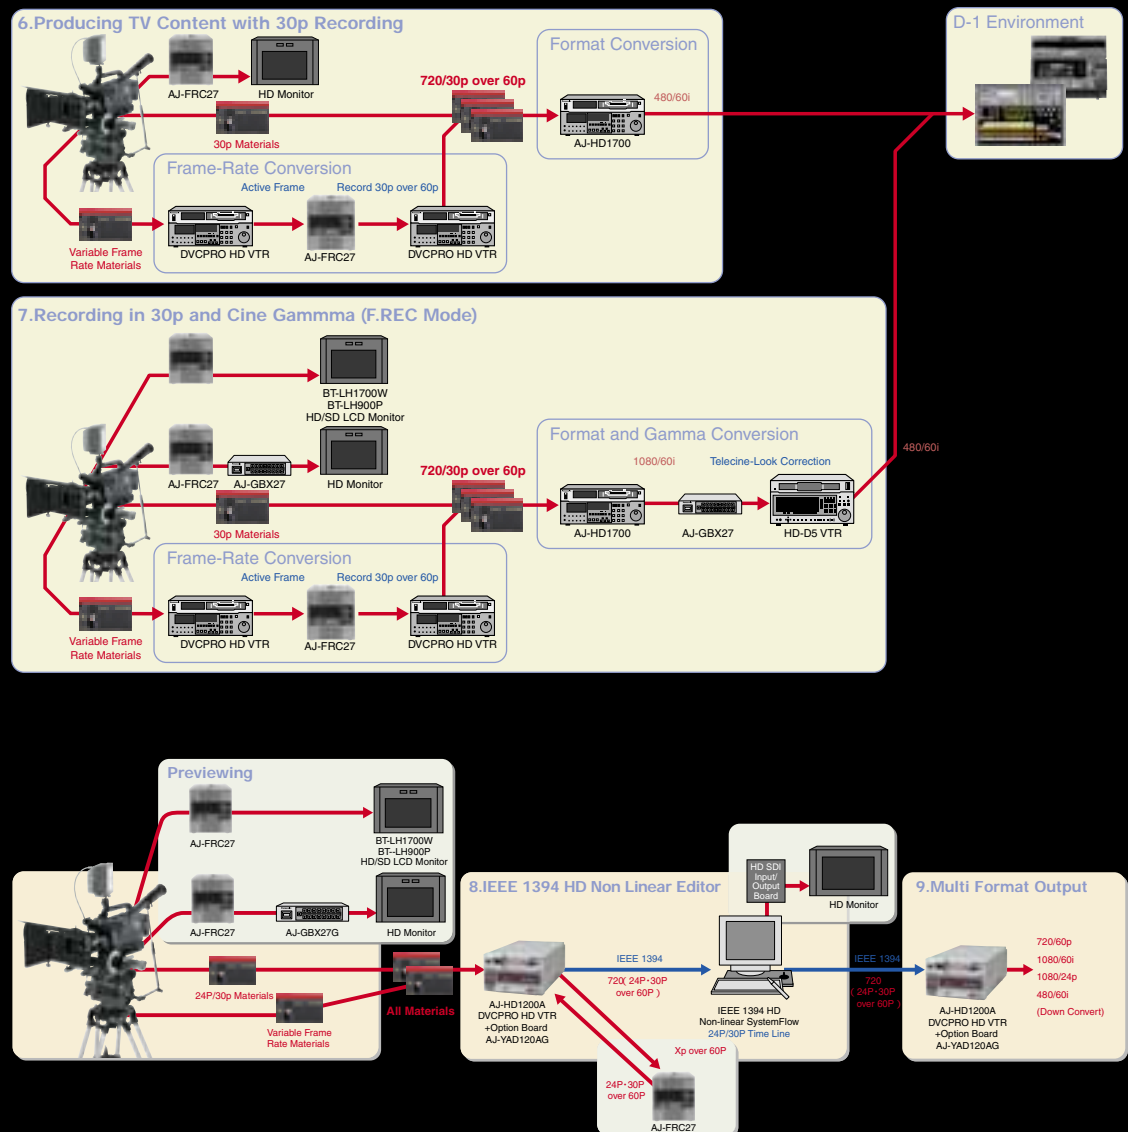 6.Producing TV Content with 30p Recording
AJ-FRC27
HD Monitor
30p Materials
720/30p over 60p
Format Conversion
AJ-HD1700
480/60i
D-1 Environment
Frame-Rate Conversion
Active Frame
Record 30p over 60p
Variable Frame
Rate Materials
DVCPRO HD VTR
AJ-FRC27
DVCPRO HD VTR
7.Recording in 30p and Cine Gammma (F.REC Mode)
BT-LH1700W
BT-LH900P
HD/SD LCD Monitor
AJ-FRC27
AJ-GBX27
HD Monitor
30p Materials
720/30p over 60p
Format and Gamma Conversion
1080/60i
Telecine-Look Correction
AJ-HD1700
AJ-GBX27
HD-D5 VTR
480/60i
Frame-Rate Conversion
Active Frame
Record 30p over 60p
Variable Frame
Rate Materials
DVCPRO HD VTR
AJ-FRC27
DVCPRO HD VTR
Previewing
AJ-FRC27
BT-LH1700W
BT--LH900P
HD/SD LCD Monitor
AJ-FRC27
AJ-GBX27G
HD Monitor
24P/30p Materials
Variable Frame
Rate Materials
All Materials
8.IEEE 1394 HD Non Linear Editor
HD SDI
Input/
Output
Board
HD Monitor
IEEE 1394
720( 24P·30P
over 60P )
AJ-HD1200A
DVCPRO HD VTR
+Option Board
AJ-YAD120AG
IEEE 1394 HD
Non-linear SystemFlow
24P/30P Time Line
Xp over 60P
24P·30P
over 60P
AJ-FRC27
IEEE 1394
720
( 24P·30P
over 60P )
9.Multi Format Output
AJ-HD1200A
DVCPRO HD VTR
+Option Board
AJ-YAD120AG
720/60p
1080/60i
1080/24p
480/60i
(Down Convert)